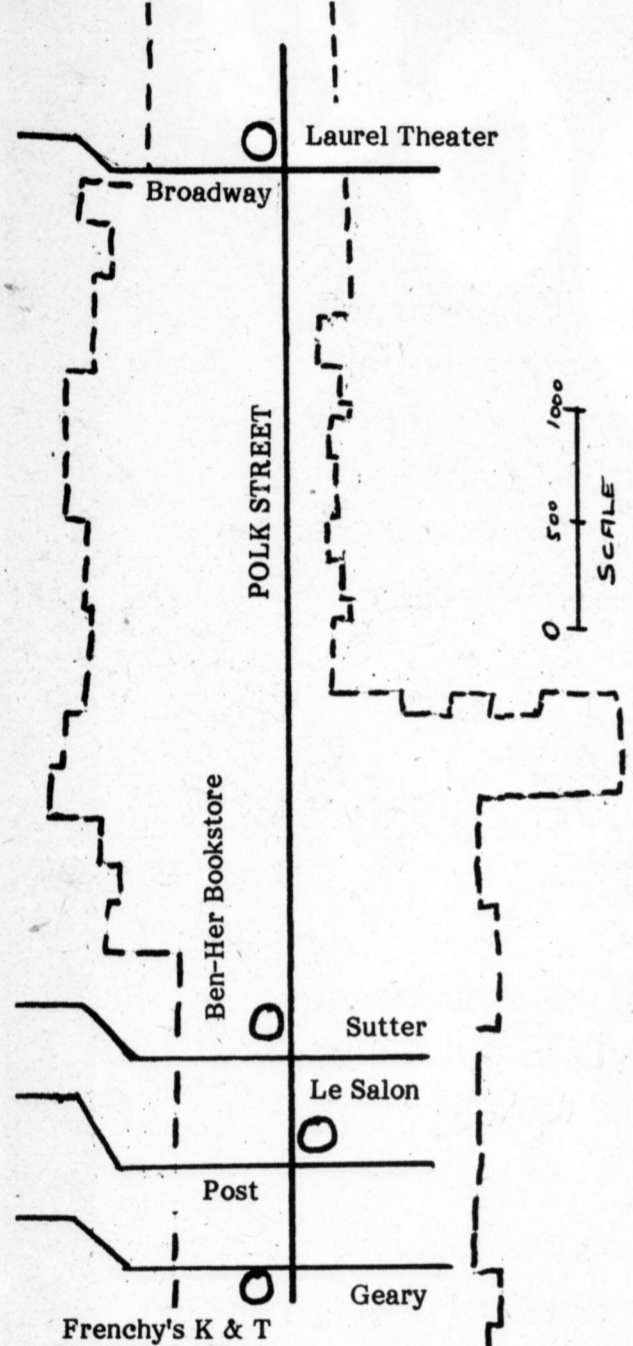 Laurel Theater
Broadway
POLK STREET
1000
500
0
SCALE
Ben-Her Bookstore
Sutter
Le Salon
Post
Geary
Frenchy's K & T